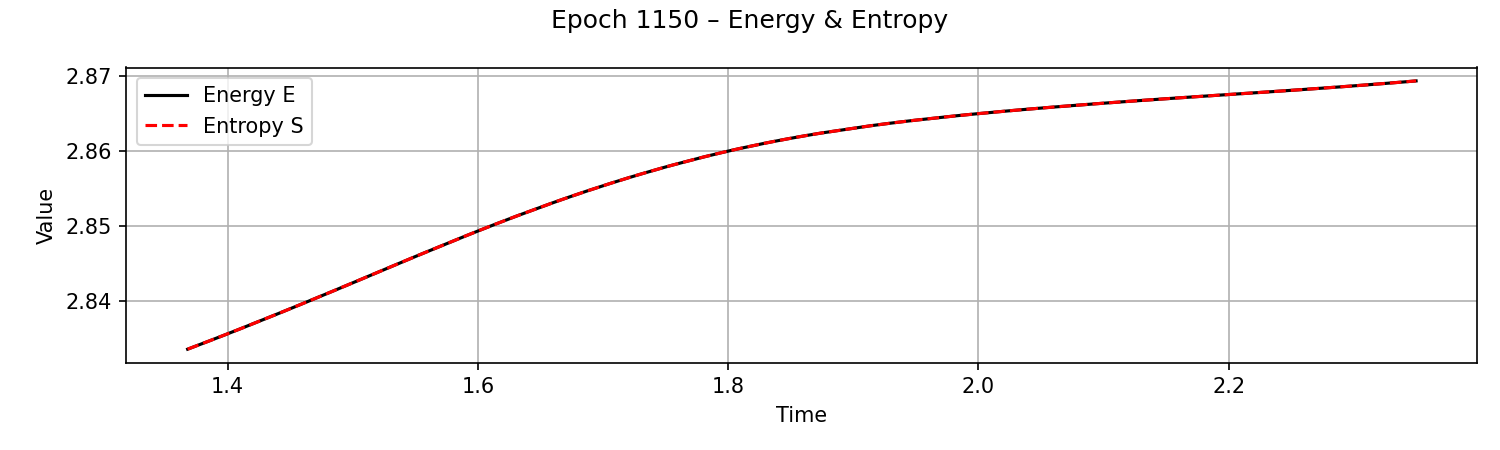 Epoch 1150 – Energy & Entropy
2.87
2.86
2.85
2.84
Value
Energy E
Entropy S
1.4 1.6 1.8 2.0 2.2
Time